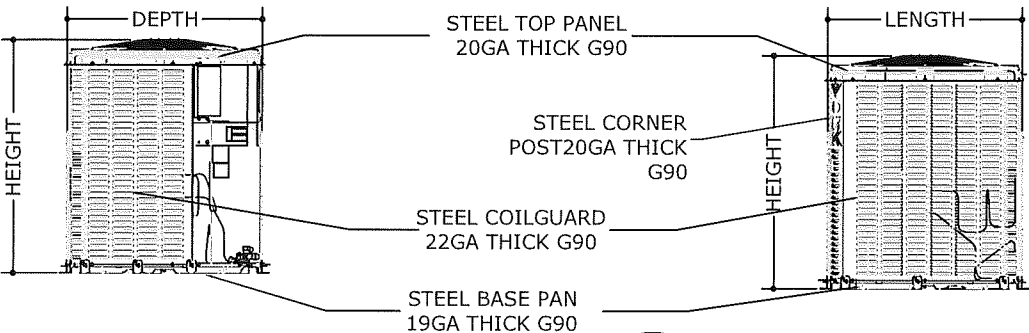 DEPTH
STEEL TOP PANEL
20GA THICK G90
LENGTH
HEIGHT
STEEL CORNER
POST20GA THICK
G90
HEIGHT
STEEL COILGUARD
22GA THICK G90
STEEL BASE PAN
19GA THICK G90